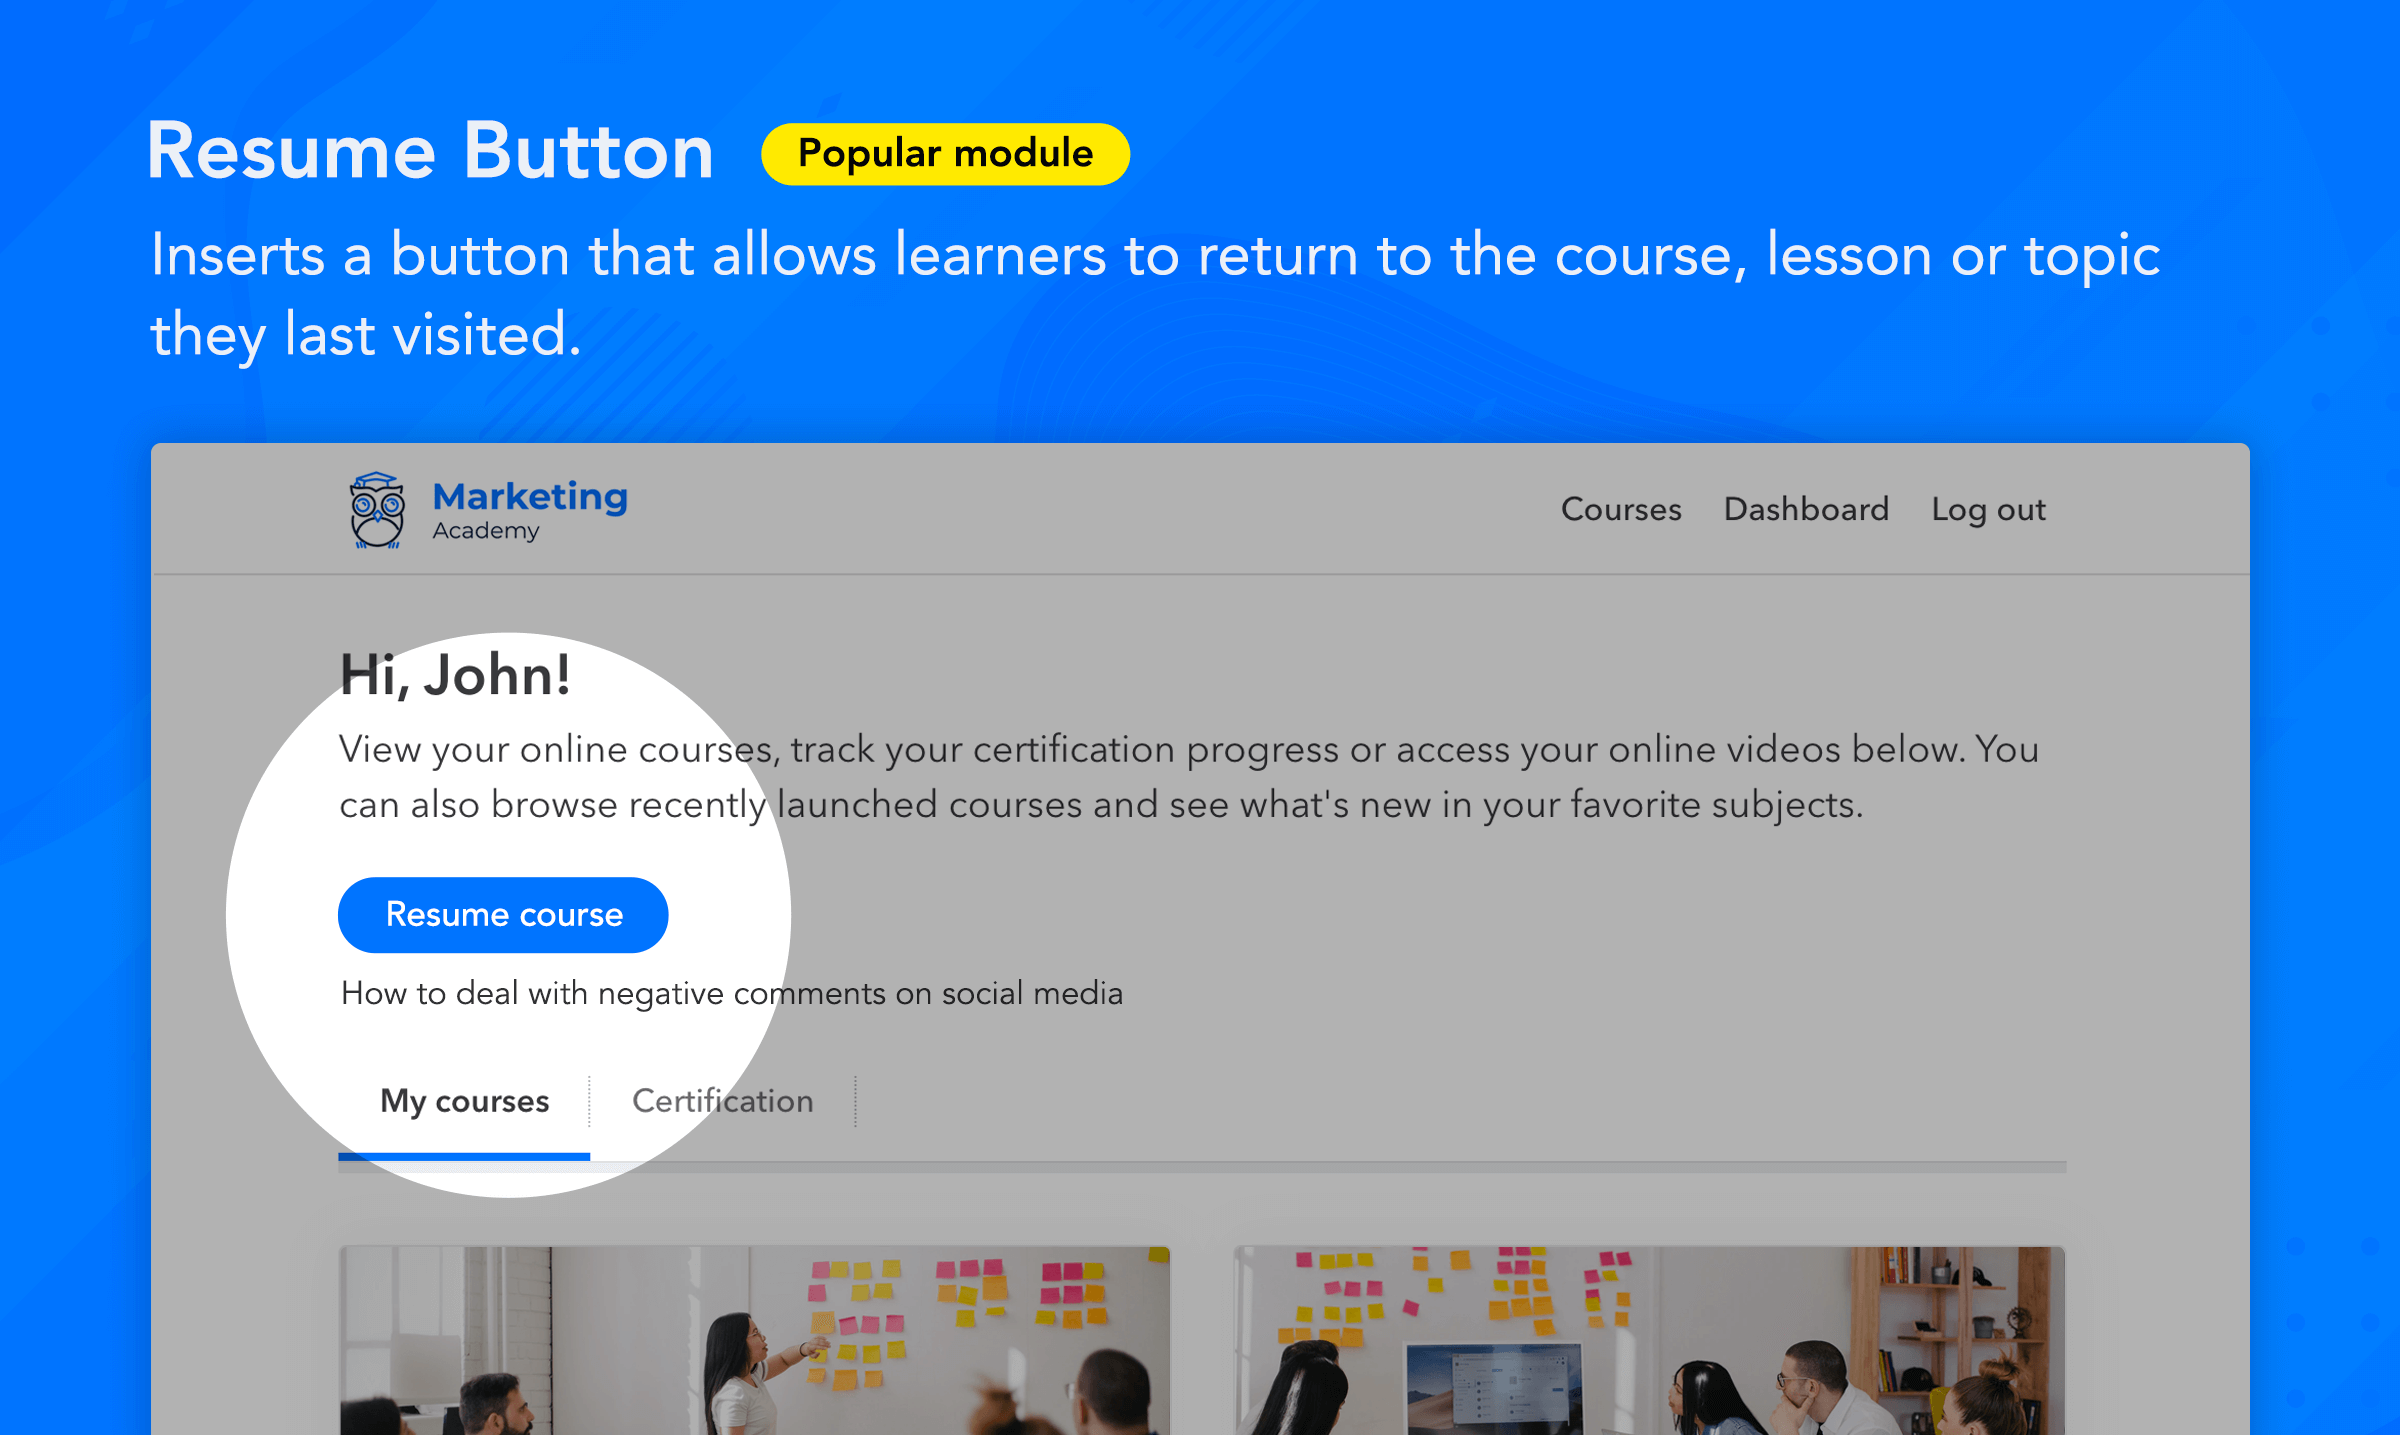 Resume Button
Popular module
Inserts a button that allows learners to return to the course, lesson or topic
they last visited.
Marketing
Academy
Courses
Dashboard
Log out
Hi, John!
View your online courses, track your certification progress or access your online videos below. You
can also browse recently launched courses and see what's new in your favorite subjects.
Resume course
How to deal with negative comments on social media
My courses
Certification